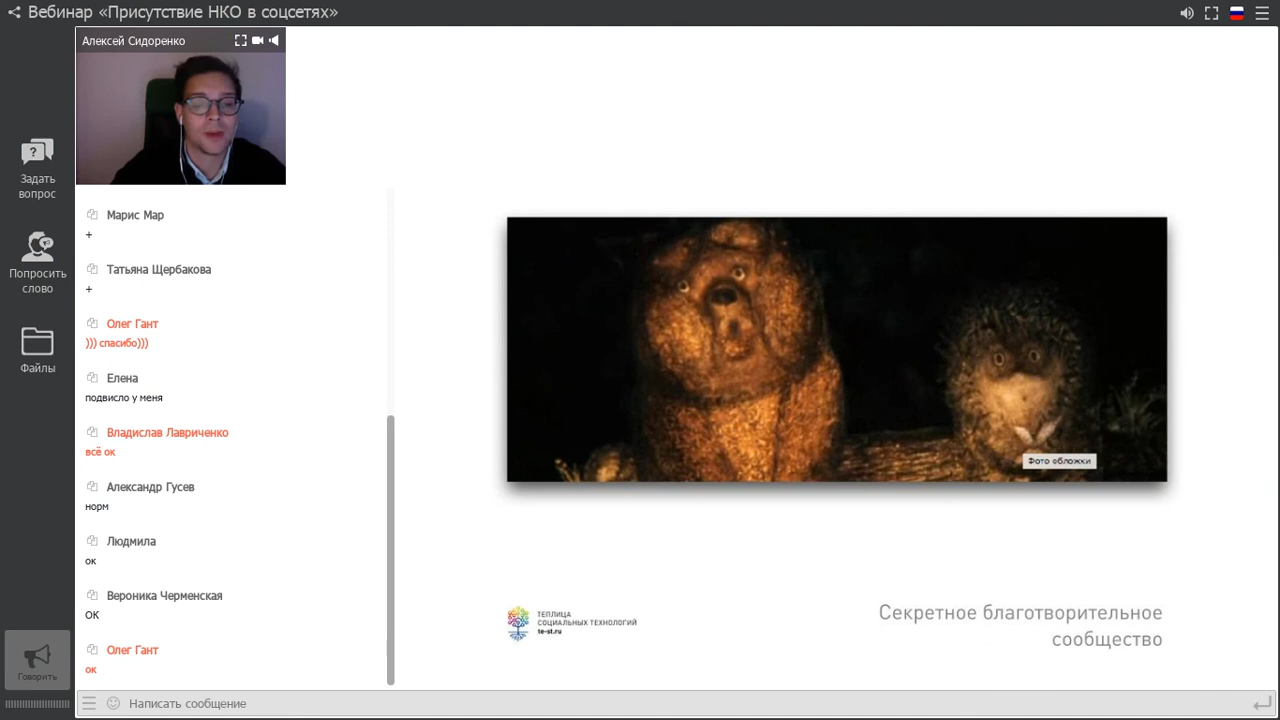 Вебинар «Присутствие НКО в соцсетях»
Алексей Сидоренко
Задать
вопрос
Попросить
слово
Файлы
Говорить
Марис Мар
+
Татьяна Щербакова
+
Олег Гант
))) спасибо)))
Елена
подвисло у меня
Владислав Лавриченко
всё ок
Александр Гусев
норм
Людмила
ок
Вероника Черменская
ОК
Олег Гант
ок
Написать сообщение
Фото обложки
ТЕПЛИЦА
СОЦИАЛЬНЫХ ТЕХНОЛОГИЙ
te-st.ru
Секретное благотворительное
сообщество